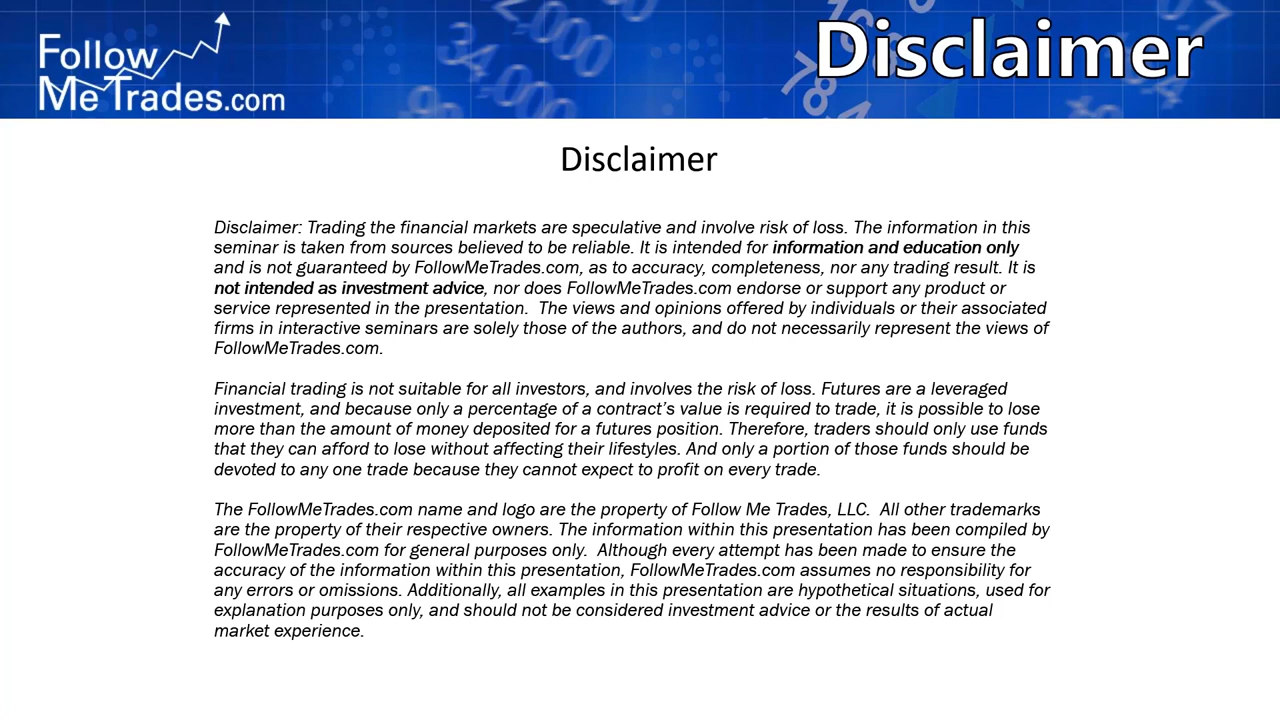 Follow
Me Trades.com
Disclaimer
Disclaimer
Disclaimer: Trading the financial markets are speculative and involve risk of loss. The information in this
seminar is taken from sources believed to be reliable. It is intended for information and education only
and is not guaranteed by FollowMeTrades.com, as to accuracy, completeness, nor any trading result. It is
not intended as investment advice, nor does FollowMeTrades.com endorse or support any product or
service represented in the presentation.  The views and opinions offered by individuals or their associated
firms in interactive seminars are solely those of the authors, and do not necessarily represent the views of
FollowMeTrades.com.
Financial trading is not suitable for all investors, and involves the risk of loss. Futures are a leveraged
investment, and because only a percentage of a contract’s value is required to trade, it is possible to lose
more than the amount of money deposited for a futures position. Therefore, traders should only use funds
that they can afford to lose without affecting their lifestyles. And only a portion of those funds should be
devoted to any one trade because they cannot expect to profit on every trade.
The FollowMeTrades.com name and logo are the property of Follow Me Trades, LLC.  All other trademarks
are the property of their respective owners. The information within this presentation has been compiled by
FollowMeTrades.com for general purposes only.  Although every attempt has been made to ensure the
accuracy of the information within this presentation, FollowMeTrades.com assumes no responsibility for
any errors or omissions. Additionally, all examples in this presentation are hypothetical situations, used for
explanation purposes only, and should not be considered investment advice or the results of actual
market experience.